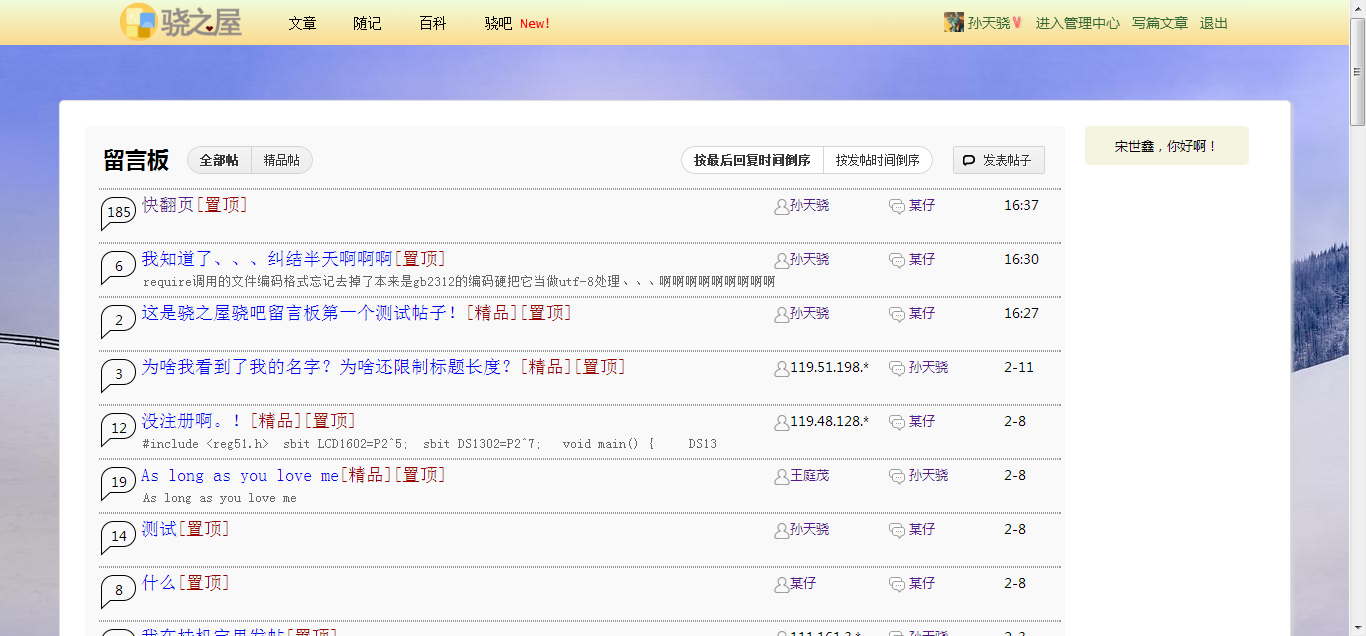 骁之屋 文章 随记 百科 骁吧 New! 孙天骁V 进入管理中心 写篇文章 退出
留言板 全部帖 精品帖 按最后回复时间倒序 按发帖时间倒序 发表帖子
宋世鑫，你好啊！
185 快翻页[置顶] 孙天骁 某仔 16:37
6 我知道了、、、纠结半天啊啊啊[置顶] 孙天骁 某仔 16:30
require调用的文件编码格式忘记去掉了本来是gb2312的编码硬把它当做utf-8处理、、、啊啊啊啊啊啊啊啊啊
2 这是骁之屋骁吧留言板第一个测试帖子！[精品][置顶] 孙天骁 某仔 16:27
3 为啥我看到了我的名字？为啥还限制标题长度？[精品][置顶] 119.51.198.* 孙天骁 2-11
12 没注册啊。！[精品][置顶] 119.48.128.* 某仔 2-8
#include <reg51.h> sbit LCD1602=P2^5; sbit DS1302=P2^7; void main() { DS13
19 As long as you love me[精品][置顶] 王庭茂 孙天骁 2-8
As long as you love me
14 测试[置顶] 孙天骁 某仔 2-8
8 什么[置顶] 某仔 某仔 2-8